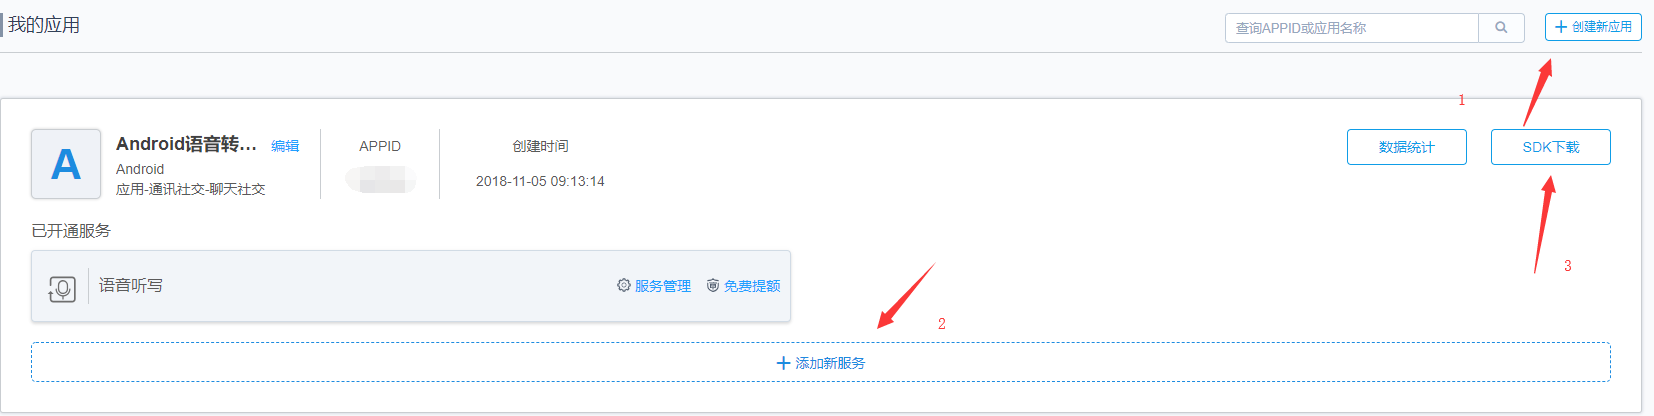 我的应用
查询APPID或应用名称
创建新应用
1
A
Android语音转... 编辑
APPID
创建时间
数据统计
SDK下载
Android
应用-通讯社交-聊天社交
2018-11-05 09:13:14
已开通服务
3
语音听写
服务管理
免费提额
2
添加新服务